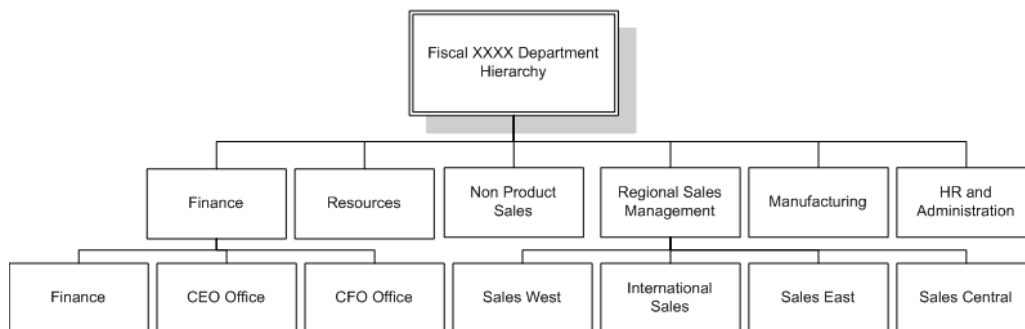 Fiscal XXXX Department
Hierarchy
Finance
Resources
Non Product
Sales
Regional Sales
Management
Manufacturing
HR and
Administration
Finance
CEO Office
CFO Office
Sales West
International
Sales
Sales East
Sales Central